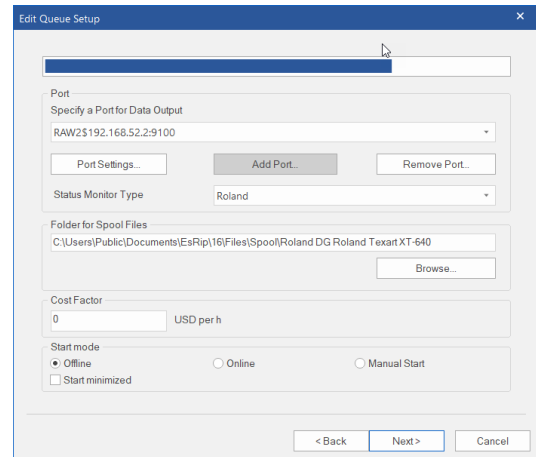 Edit Queue Setup
Port
Specify a Port for Data Output
RAW2$192.168.52.2:9100
Port Settings... Add Port... Remove Port...
Status Monitor Type Roland
Folder for Spool Files
C:\Users\Public\Documents\EsRip\16\Files\Spool\Roland DG Roland Texart XT-640
Browse...
Cost Factor
0 USD per h
Start mode
Offline Online Manual Start
Start minimized
< Back Next > Cancel